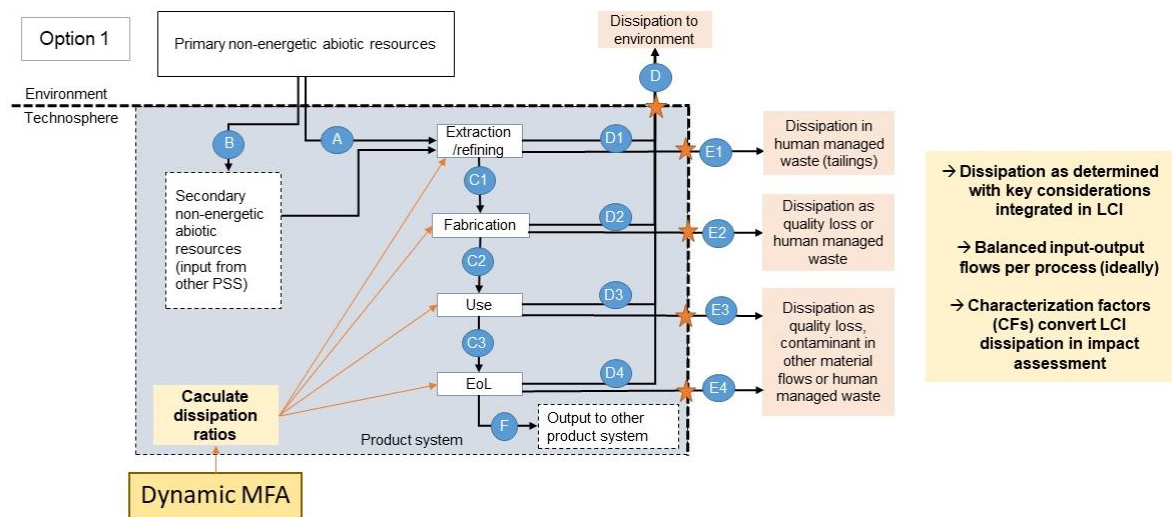 Option 1
Primary non-energetic abiotic resources
Dissipation to
environment
D
Environment
Technosphere
B
A
Extraction
/refining
D1
E1
Dissipation in
human managed
waste (tailings)
C1
Secondary
non-energetic
abiotic
resources
(input from
other PSS)
Fabrication
D2
E2
Dissipation as
quality loss or
human managed
waste
C2
Use
D3
E3
Dissipation as
quality loss,
contaminant in
other material
flows or human
managed waste
C3
EoL
D4
E4
Caculate
dissipation
ratios
F
Output to other
product system
Product system
Dynamic MFA
→ Dissipation as determined
with key considerations
integrated in LCI
→ Balanced input-output
flows per process (ideally)
→ Characterization factors
(CFs) convert LCI
dissipation in impact
assessment